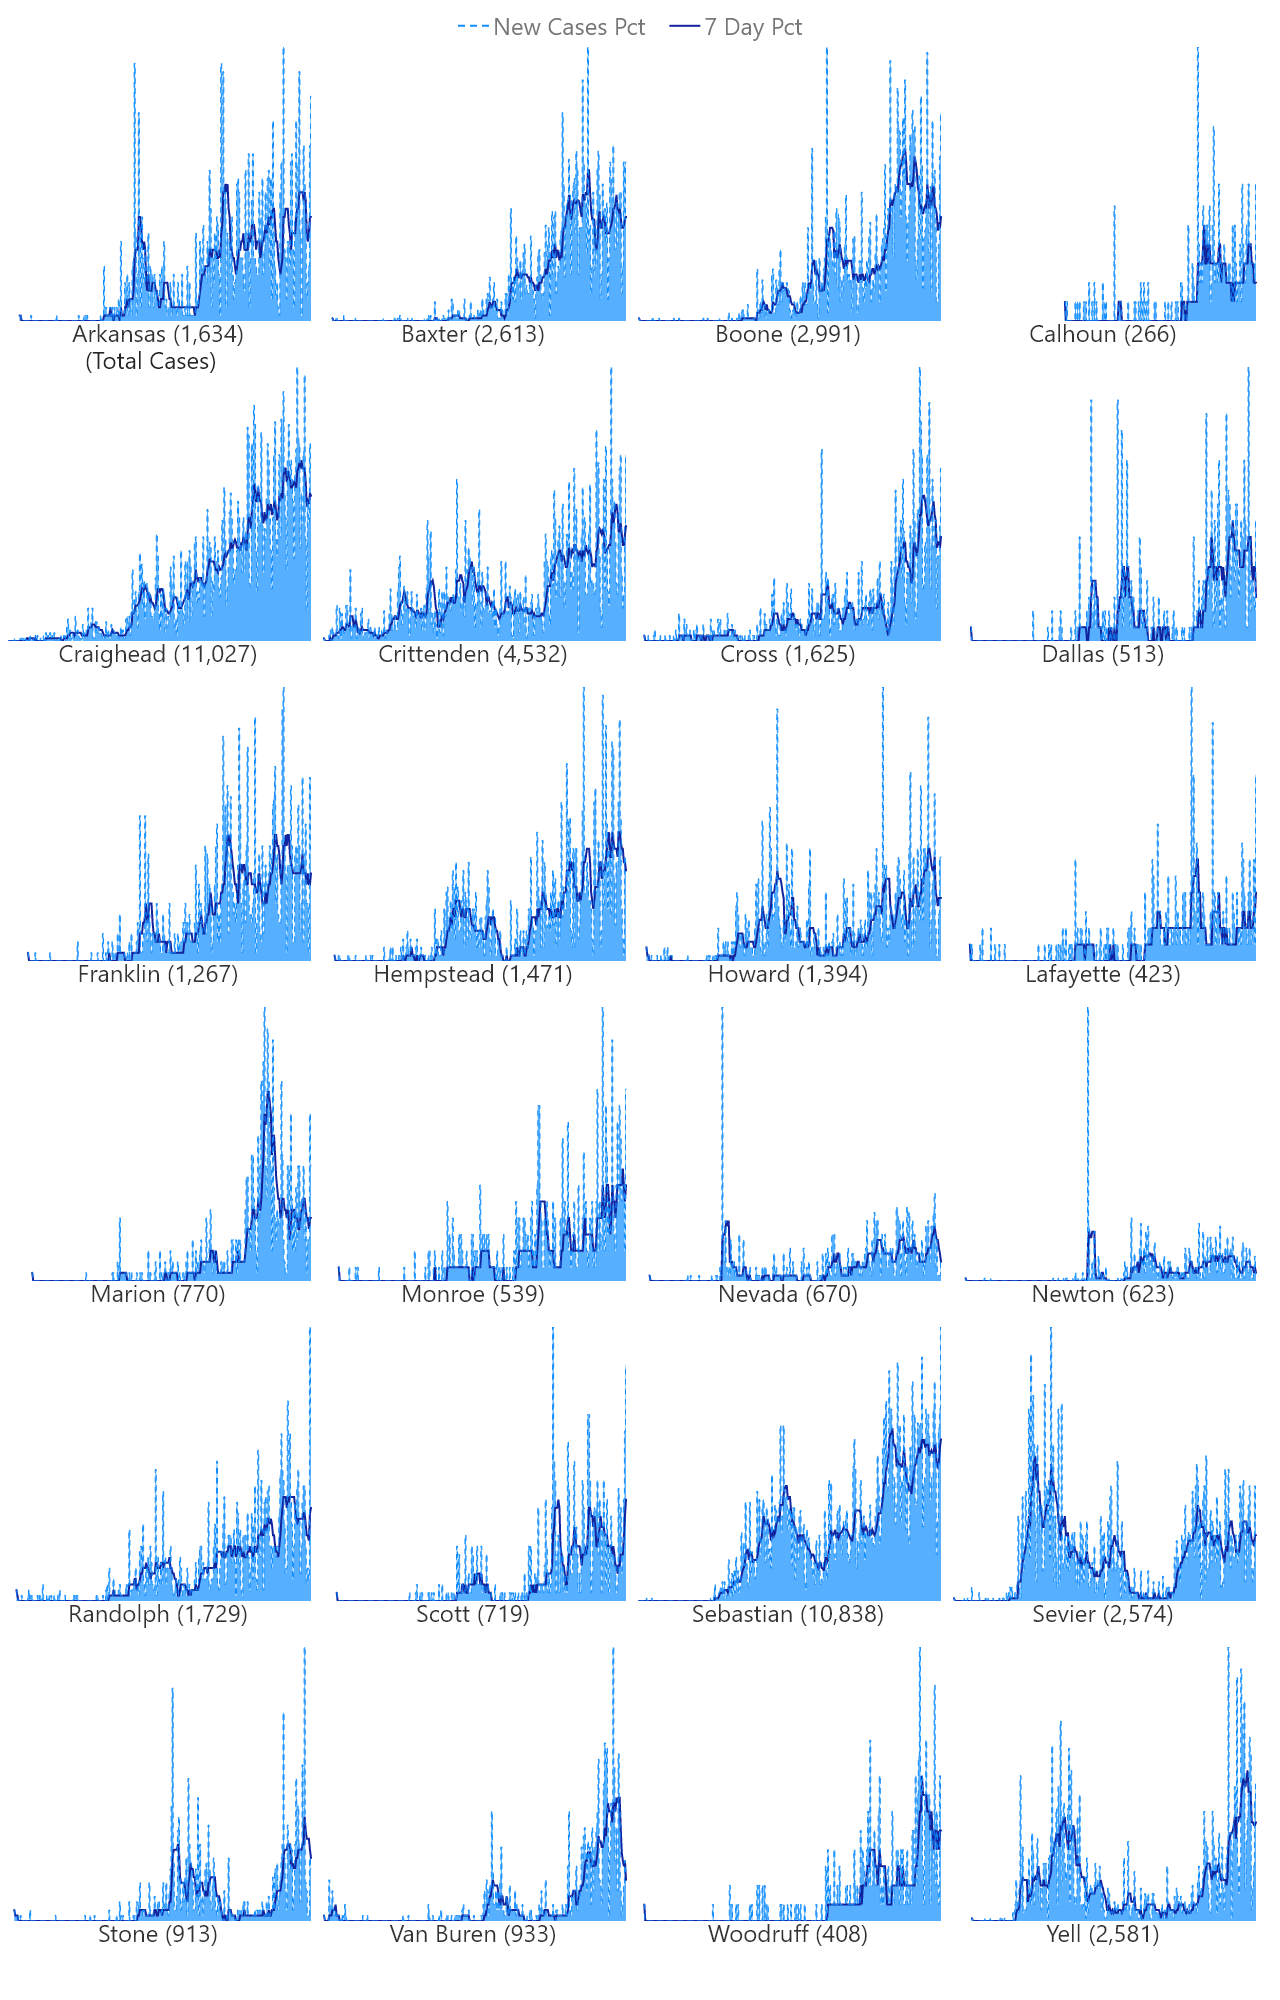 New Cases Pct 7 Day Pct
Arkansas (1,634) Baxter (2,613) Boone (2,991) Calhoun (266)
(Total Cases)
Craighead (11,027) Crittenden (4,532) Cross (1,625) Dallas (513)
Franklin (1,267) Hempstead (1,471) Howard (1,394) Lafayette (423)
Marion (770) Monroe (539) Nevada (670) Newton (623)
Randolph (1,729) Scott (719) Sebastian (10,838) Sevier (2,574)
Stone (913) Van Buren (933) Woodruff (408) Yell (2,581)